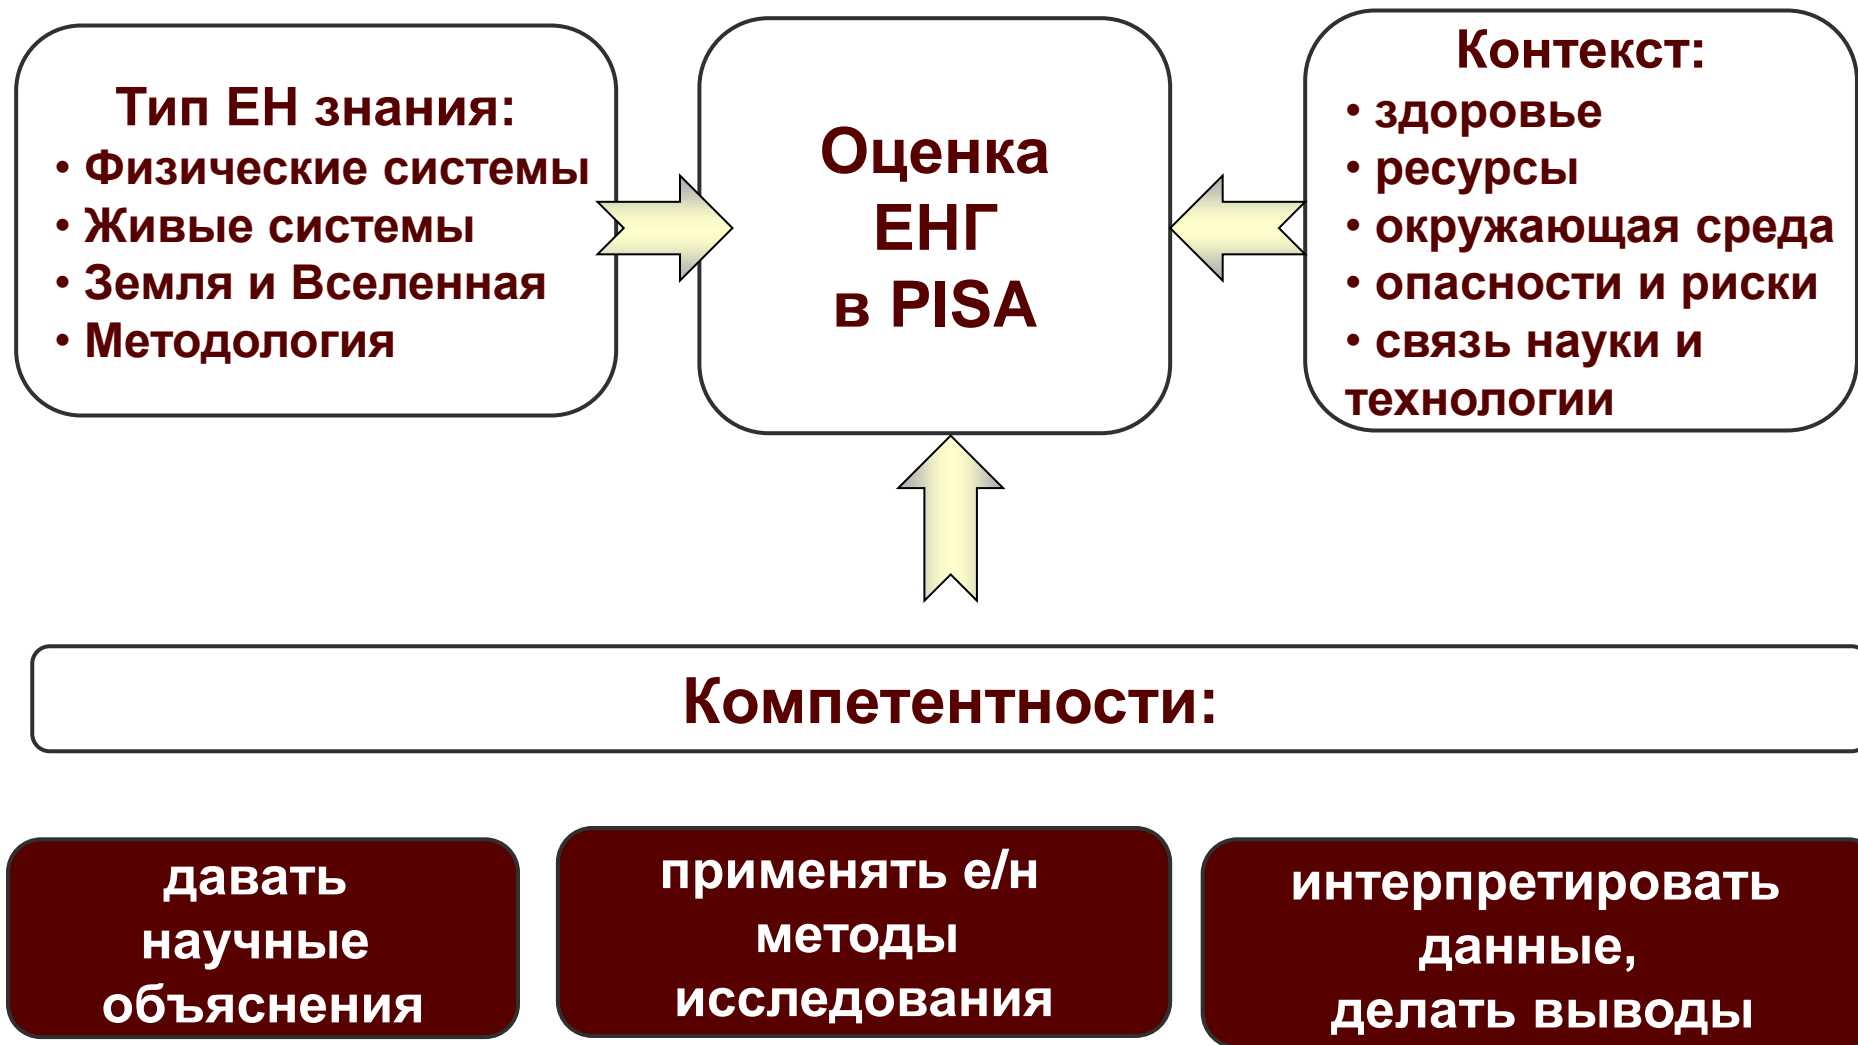 Тип ЕН знания:
• Физические системы
• Живые системы
• Земля и Вселенная
• Методология
Оценка
ЕНГ
в PISA
Контекст:
• здоровье
• ресурсы
• окружающая среда
• опасности и риски
• связь науки и
технологии
Компетентности:
давать
научные
объяснения
применять е/н
методы
исследования
интерпретировать
данные,
делать выводы